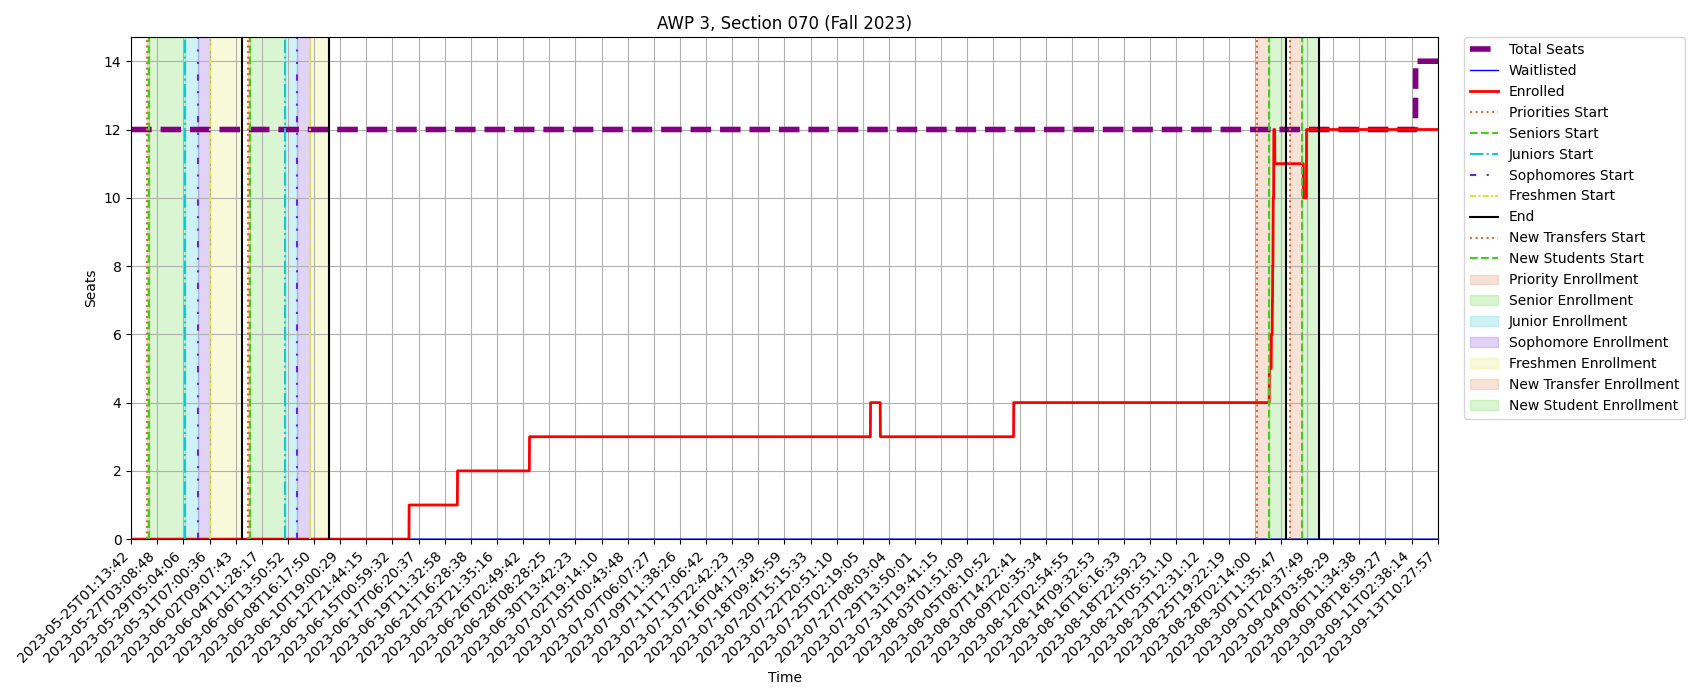 AWP 3, Section 070 (Fall 2023)
Seats
14
12
10
8
6
4
2
0
2023-05-25T01:13:42
2023-05-27T03:08:48
2023-05-29T05:04:06
2023-05-31T07:00:36
2023-06-02T09:07:43
2023-06-04T11:28:17
2023-06-06T13:50:52
2023-06-08T16:17:50
2023-06-10T19:00:29
2023-06-12T21:44:15
2023-06-15T01:59:32
2023-06-17T06:20:37
2023-06-19T11:32:58
2023-06-21T16:28:38
2023-06-23T21:35:16
2023-06-26T02:49:42
2023-06-28T08:28:25
2023-06-30T13:42:23
2023-07-02T19:14:10
2023-07-05T00:43:48
2023-07-07T06:07:27
2023-07-09T11:38:26
2023-07-11T17:06:42
2023-07-13T22:42:23
2023-07-16T04:17:39
2023-07-18T09:45:59
2023-07-20T15:15:33
2023-07-22T20:51:10
2023-07-25T02:19:05
2023-07-27T08:03:04
2023-07-29T13:50:01
2023-07-31T19:41:15
2023-08-03T01:51:09
2023-08-05T08:10:52
2023-08-07T14:22:41
2023-08-09T20:35:34
2023-08-12T02:54:55
2023-08-14T09:32:53
2023-08-16T16:16:33
2023-08-18T22:59:23
2023-08-21T05:51:10
2023-08-23T12:31:12
2023-08-25T19:22:19
2023-08-28T02:14:00
2023-08-30T11:35:47
2023-09-01T20:37:49
2023-09-04T03:58:29
2023-09-06T11:34:38
2023-09-08T18:59:27
2023-09-11T02:38:14
2023-09-13T10:27:57
Time
Total Seats
Waitlisted
Enrolled
Priorities Start
Seniors Start
Juniors Start
Sophomores Start
Freshmen Start
End
New Transfers Start
New Students Start
Priority Enrollment
Senior Enrollment
Junior Enrollment
Sophomore Enrollment
Freshmen Enrollment
New Transfer Enrollment
New Student Enrollment